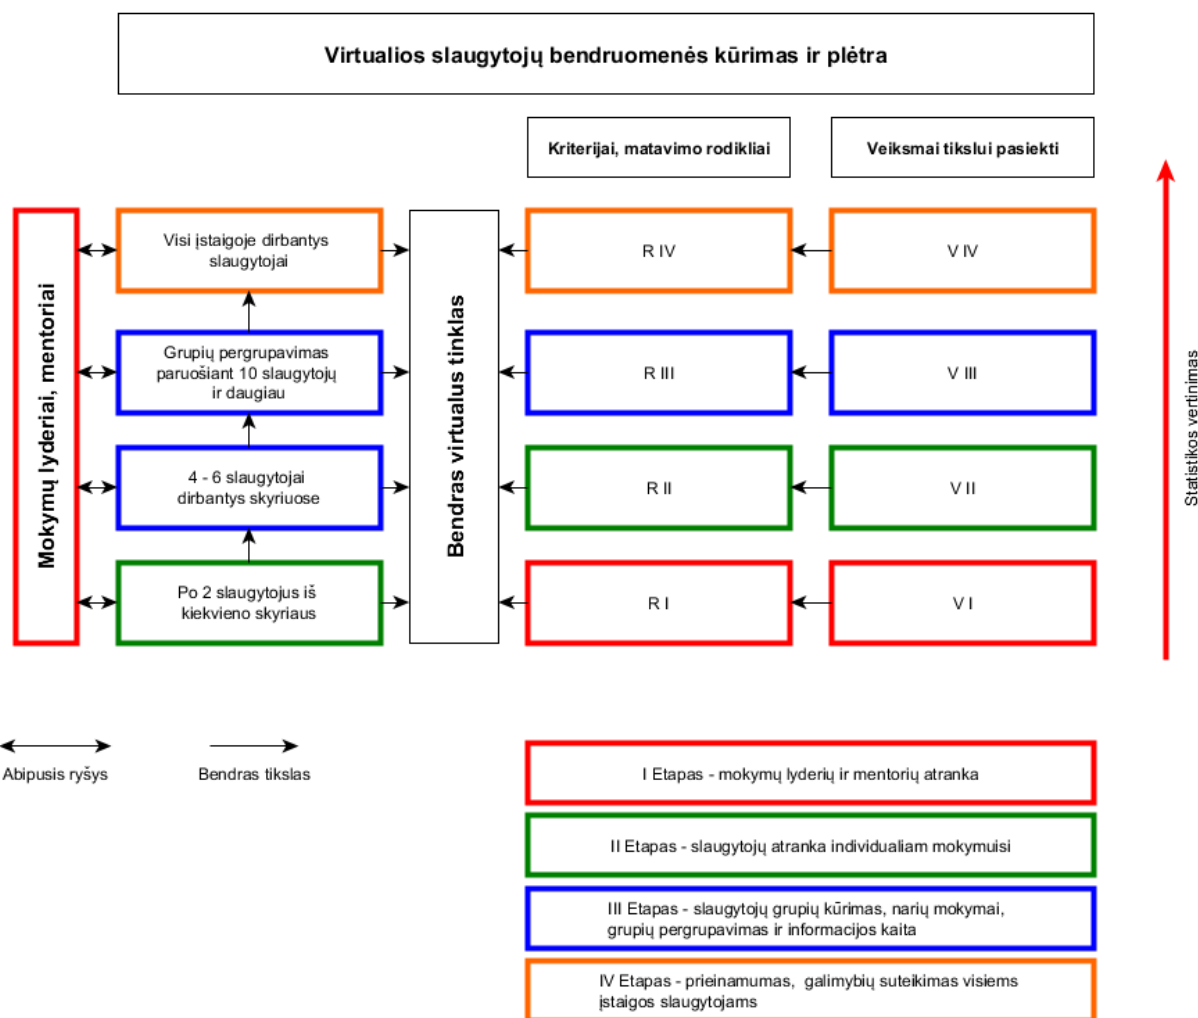 Virtualios slaugytojų bendruomenės kūrimas ir plėtra
Kriterijai, matavimo rodikliai
Veiksmai tikslui pasiekti
Mokymų lyderiai, mentoriai
Visi įstaigoje dirbantys
slaugytojai
Bendras virtualus tinklas
R IV
V IV
Grupių pergrupavimas
paruošiant 10 slaugytojų
ir daugiau
R III
V III
4 - 6 slaugytojai
dirbantys skyriuose
R II
V II
Po 2 slaugytojus iš
kiekvieno skyriaus
R I
V I
Statistikos vertinimas
Abipusis ryšys
Bendras tikslas
I Etapas - mokymų lyderių ir mentorių atranka
II Etapas - slaugytojų atranka individualiam mokymuisi
III Etapas - slaugytojų grupių kūrimas, narių mokymai,
grupių pergrupavimas ir informacijos kaita
IV Etapas - prieinamumas, galimybių suteikimas visiems
įstaigos slaugytojams